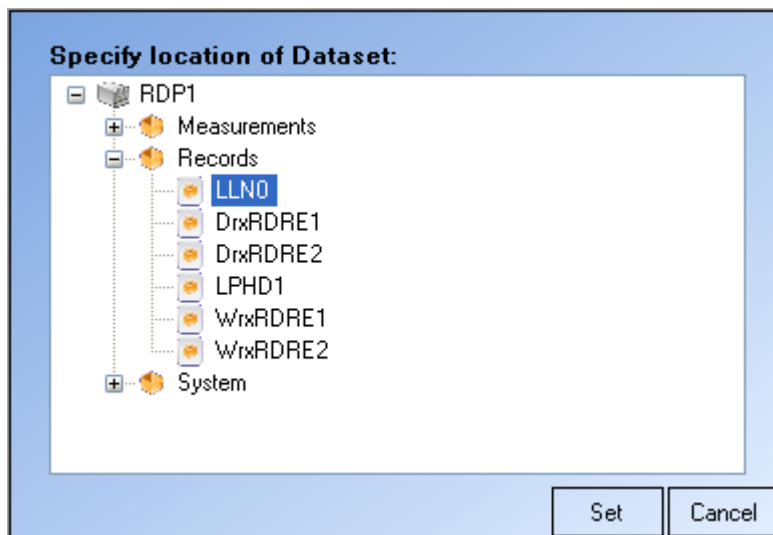 Specify location of Dataset:
RDP1
Measurements
Records
LLN0
DrxRDRE1
DrxRDRE2
LPHD1
WrxRDRE1
WrxRDRE2
System
Set Cancel